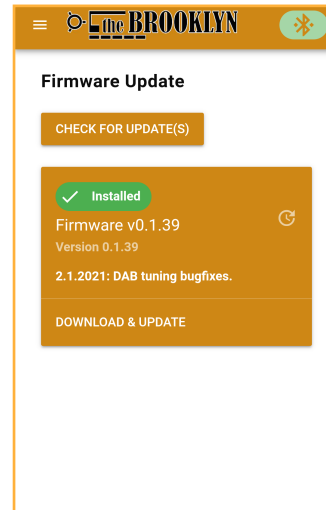 the BROOKLYN
Firmware Update
CHECK FOR UPDATE(S)
Installed
Firmware v0.1.39
Version 0.1.39
2.1.2021: DAB tuning bugfixes.
DOWNLOAD & UPDATE